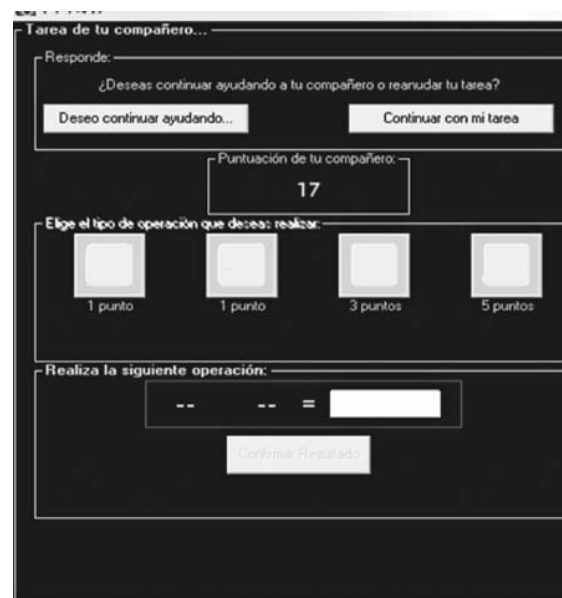 Tarea de tu compañero...
Responde:
¿Deseas continuar ayudando a tu compañero o reanudar tu tarea?
Deseo continuar ayudando... Continuar con mi tarea
Puntuación de tu compañero:
17
Elige el tipo de operación que deseas realizar:
1 punto 1 punto 3 puntos 5 puntos
Realiza la siguiente operación:
-- -- =
Confirmar Resultado